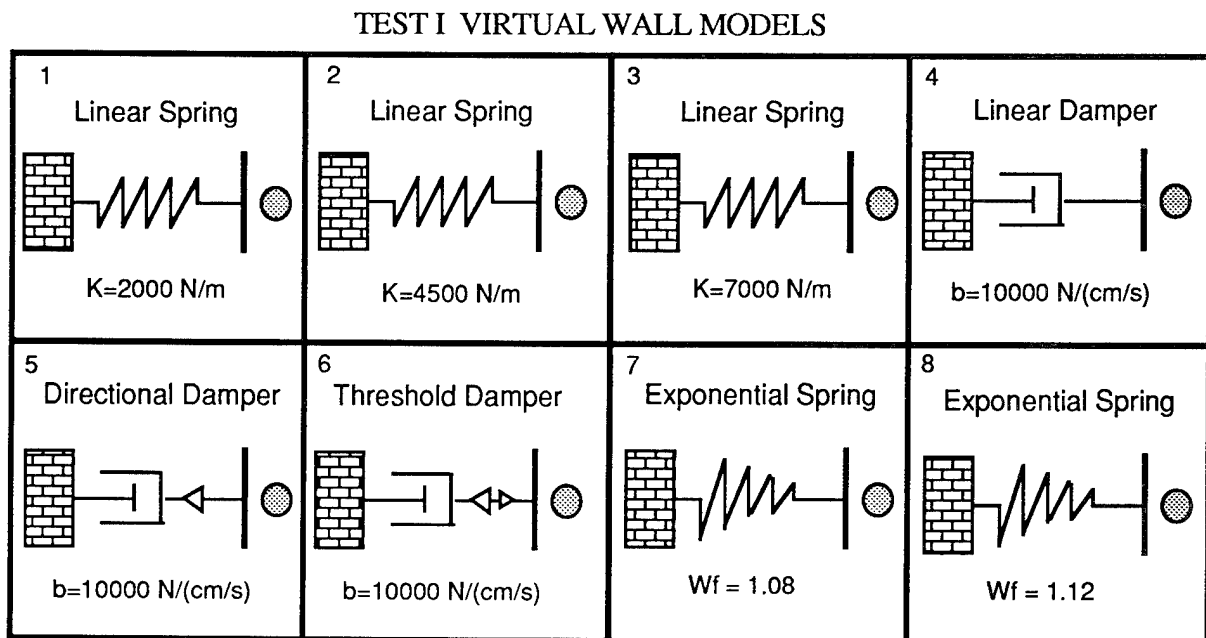 TEST I VIRTUAL WALL MODELS
1
Linear Spring
K=2000 N/m
2
Linear Spring
K=4500 N/m
3
Linear Spring
K=7000 N/m
4
Linear Damper
b=10000 N/(cm/s)
5
Directional Damper
b=10000 N/(cm/s)
6
Threshold Damper
b=10000 N/(cm/s)
7
Exponential Spring
Wf = 1.08
8
Exponential Spring
Wf = 1.12